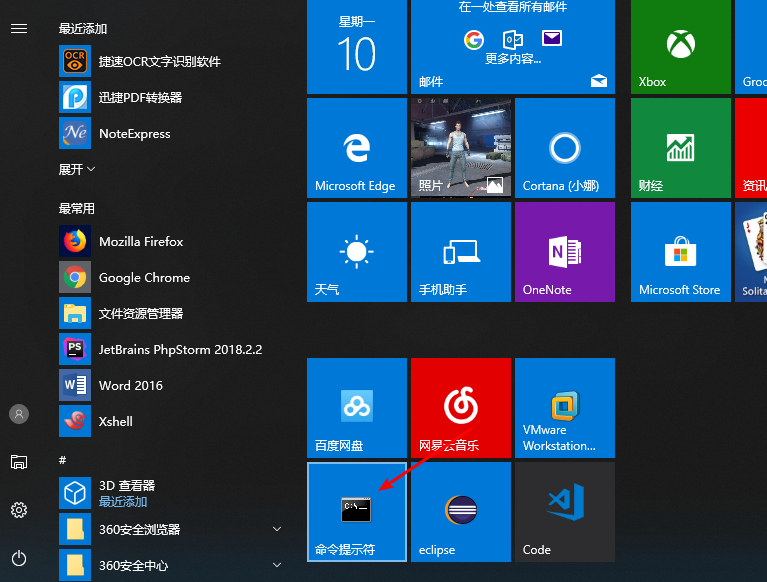 最近添加
OCR
捷速OCR文字识别软件
迅捷PDF转换器
Ne
NoteExpress
展开
最常用
Mozilla Firefox
Google Chrome
文件资源管理器
PS
JetBrains PhpStorm 2018.2.2
W
Word 2016
Xshell
#
3D 查看器
最近添加
360安全浏览器
360安全中心
星期一
10
在一处查看所有邮件
更多内容...
邮件
Xbox
Groo
Microsoft Edge
照片
Cortana (小娜)
财经
资讯
天气
手机助手
N
OneNote
Microsoft Store
Solita
百度网盘
网易云音乐
VMware
Workstation...
C:\
命令提示符
eclipse
Code